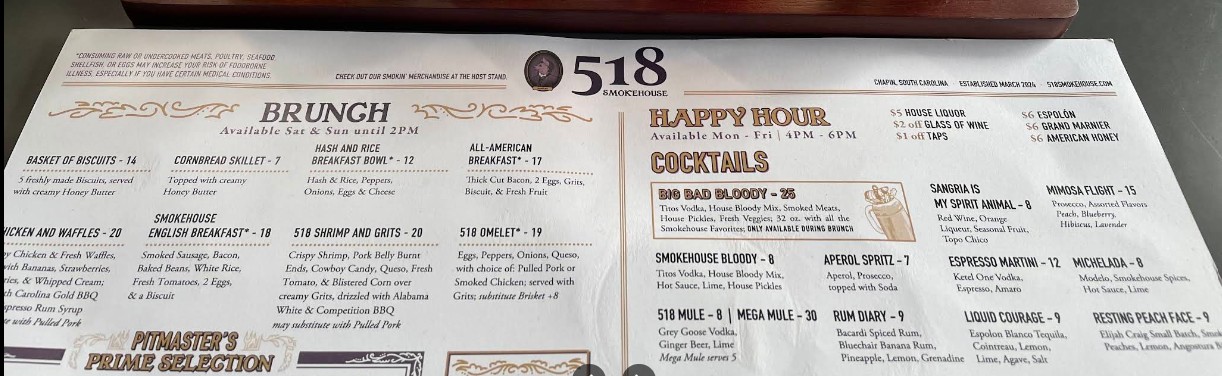 *CONSUMING RAW OR UNDERCOOKED MEATS, POULTRY, SEAFOOD
SHELLFISH, OR EGGS MAY INCREASE YOUR RISK OF FOODBORNE
ILLNESS, ESPECIALLY IF YOU HAVE CERTAIN MEDICAL CONDITIONS.
CHECK OUT OUR SMOKIN' MERCHANDISE AT THE HOST STAND.
518
SMOKEHOUSE
CHAPIN, SOUTH CAROLINA ESTABLISHED MARCH 2024 518SMOKEHOUSE.COM
BRUNCH
Available Sat & Sun until 2PM
BASKET OF BISCUITS - 14
5 freshly made Biscuits, served
with creamy Honey Butter
CORNBREAD SKILLET - 7
Topped with creamy
Honey Butter
HASH AND RICE
BREAKFAST BOWL* - 12
Hash & Rice, Peppers,
Onions, Eggs & Cheese
ALL-AMERICAN
BREAKFAST* - 17
Thick Cut Bacon, 2 Eggs, Grits,
Biscuit, & Fresh Fruit
HICKEN AND WAFFLES - 20
y Chicken & Fresh Waffles,
with Bananas, Strawberries,
ries, & Whipped Cream;
th Carolina Gold BBQ
spresso Rum Syrup
te with Pulled Pork
SMOKEHOUSE
ENGLISH BREAKFAST* - 18
Smoked Sausage, Bacon,
Baked Beans, White Rice,
Fresh Tomatoes, 2 Eggs,
& a Biscuit
518 SHRIMP AND GRITS - 20
Crispy Shrimp, Pork Belly Burnt
Ends, Cowboy Candy, Queso, Fresh
Tomato, & Blistered Corn over
creamy Grits, drizzled with Alabama
White & Competition BBQ
may substitute with Pulled Pork
518 OMELET* - 19
Eggs, Peppers, Onions, Queso,
with choice of: Pulled Pork or
Smoked Chicken; served with
Grits; substitute Brisket +8
PITMASTER'S
PRIME SELECTION
HAPPY HOUR
Available Mon - Fri | 4PM - 6PM
$5 HOUSE LIQUOR
$2 off GLASS OF WINE
$1 off TAPS
$6 ESPOLÓN
$6 GRAND MARNIER
$6 AMERICAN HONEY
COCKTAILS
BIG BAD BLOODY - 25
Titos Vodka, House Bloody Mix, Smoked Meats,
House Pickles, Fresh Veggies; 32 oz. with all the
Smokehouse Favorites; ONLY AVAILABLE DURING BRUNCH
SANGRIA IS
MY SPIRIT ANIMAL - 8
Red Wine, Orange
Liqueur, Seasonal Fruit,
Topo Chico
MIMOSA FLIGHT - 15
Prosecco, Assorted Flavors
Peach, Blueberry,
Hibiscus, Lavender
SMOKEHOUSE BLOODY - 8
Titos Vodka, House Bloody Mix,
Hot Sauce, Lime, House Pickles
APEROL SPRITZ - 7
Aperol, Prosecco,
topped with Soda
ESPRESSO MARTINI - 12
Ketel One Vodka,
Espresso, Amaro
MICHELADA - 8
Modelo, Smokehouse Spices,
Hot Sauce, Lime
518 MULE - 8 | MEGA MULE - 30
Grey Goose Vodka,
Ginger Beer, Lime
Mega Mule serves 5
RUM DIARY - 9
Bacardi Spiced Rum,
Bluechair Banana Rum,
Pineapple, Lemon, Grenadine
LIQUID COURAGE - 9
Espolon Blanco Tequila,
Cointreau, Lemon,
Lime, Agave, Salt
RESTING PEACH FACE - 9
Elijah Craig Small Batch, Smok
Peaches, Lemon, Angostura B